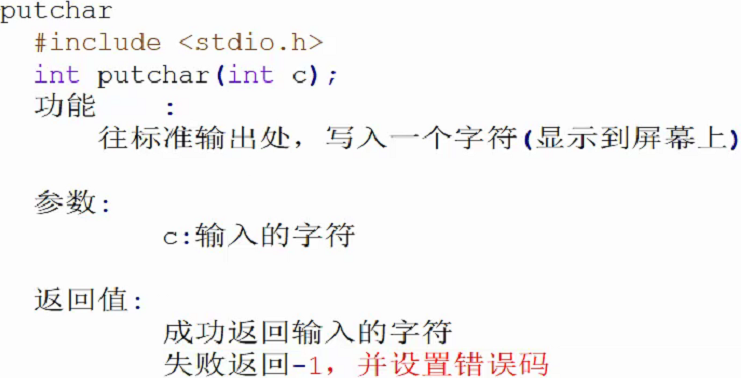 putchar
#include <stdio.h>
int putchar(int c);
功能    :
往标准输出处，写入一个字符(显示到屏幕上)
参数:
c:输入的字符
返回值:
成功返回输入的字符
失败返回-1，并设置错误码